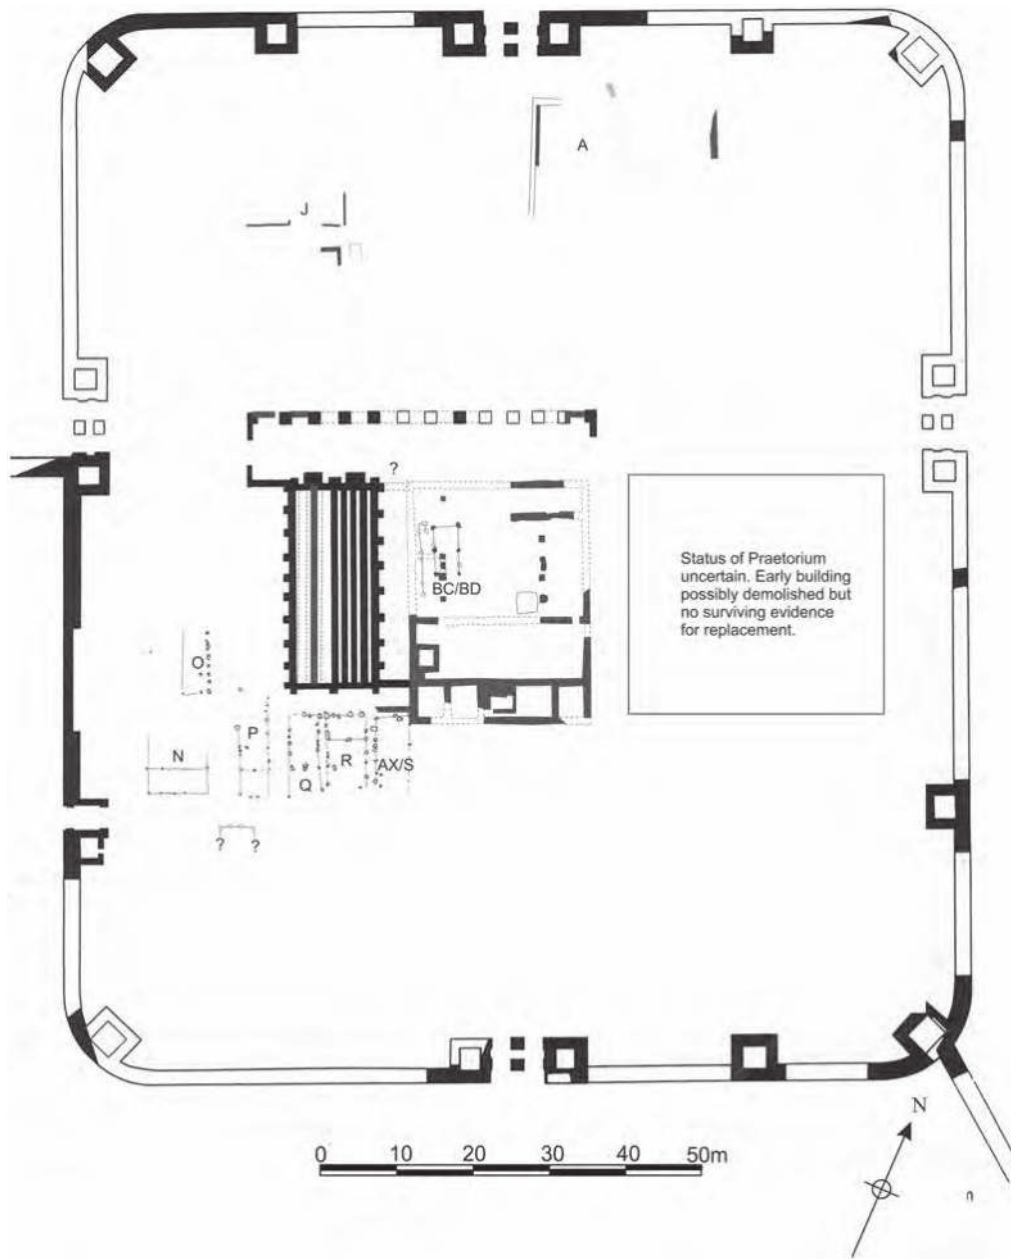 A
J
?
Status of Praetorium
uncertain. Early building
possibly demolished but
no surviving evidence
for replacement.
BC/BD
O
P
N
R
AX/S
Q
? ?
N
0 10 20 30 40 50m